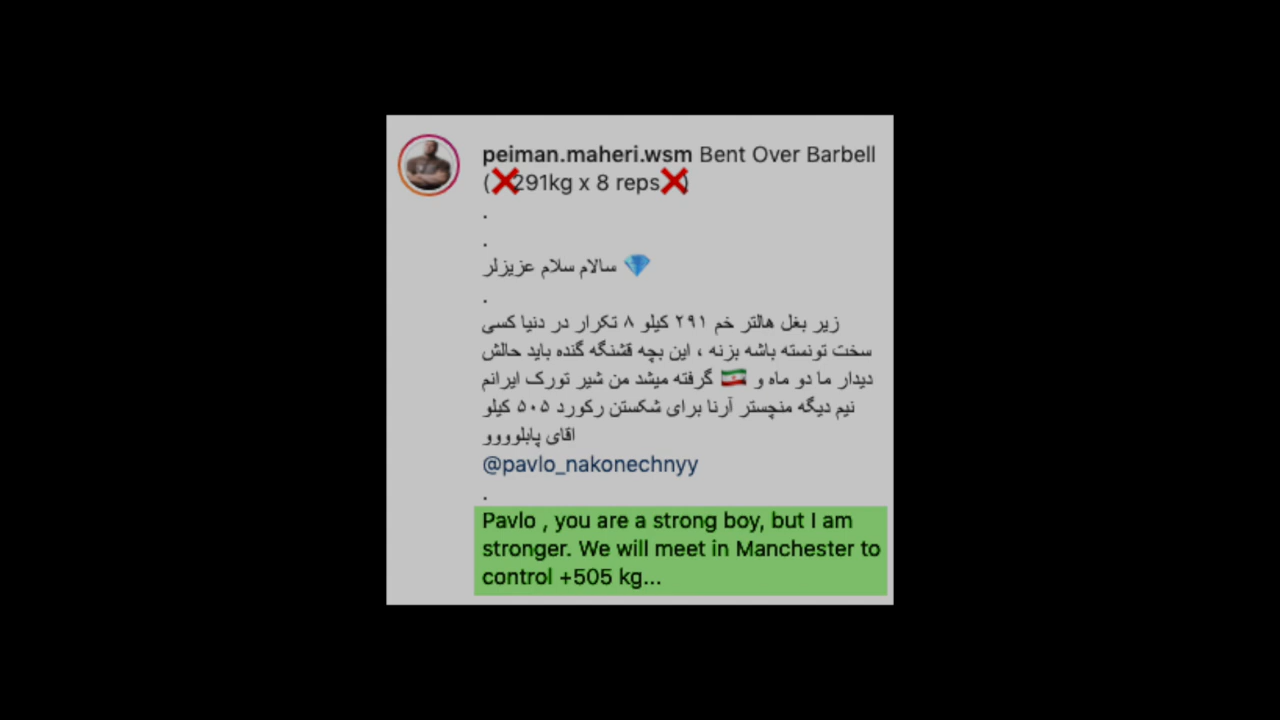 peiman.maheri.wsm Bent Over Barbell
(❌291kg x 8 reps❌)
.
.
سالام سلام عزیزلر 💎
.
زیر بغل هالتر خم ۲۹۱ کیلو ۸ تکرار در دنیا کسی
سخت تونسته باشه بزنه ، این بچه قشنگه گنده باید حالش
گرفته میشد من شیر تورک ایرانم 🇮🇷 دیدار ما دو ماه و
نیم دیگه منچستر آرنا برای شکستن رکورد ۵۰۵ کیلو
اقای پابلوووو
@pavlo_nakonechnyy
.
Pavlo , you are a strong boy, but I am
stronger. We will meet in Manchester to
control +505 kg...